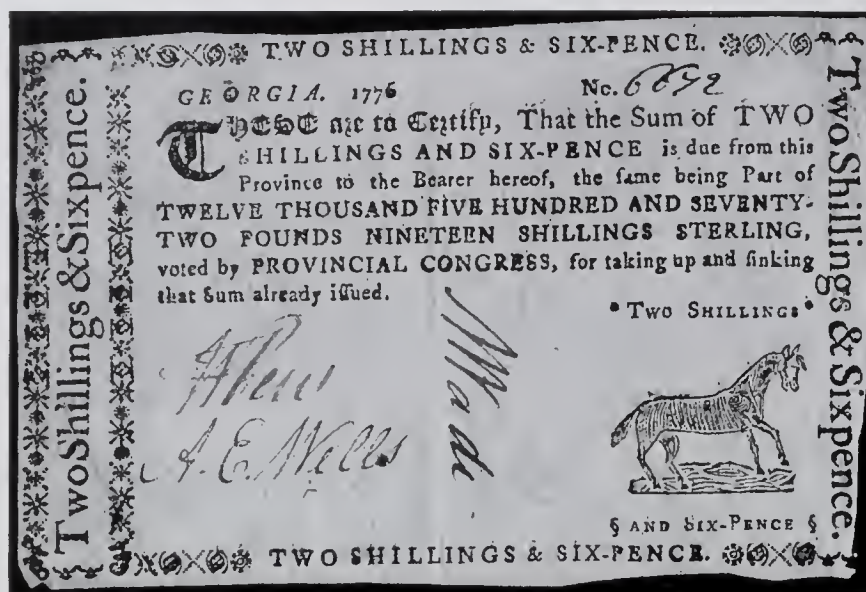 TWO SHILLINGS & SIX-PENCE.
Two Shillings & Sixpence.
GEORGIA. 1776
No. 6672
THESE are to Certify, That the Sum of TWO
SHILLINGS AND SIX-PENCE is due from this
Province to the Bearer hereof, the ſame being Part of
TWELVE THOUSAND FIVE HUNDRED AND SEVENTY-
TWO POUNDS NINETEEN SHILLINGS STERLING,
voted by PROVINCIAL CONGRESS, for taking up and ſinking
that Sum already iſſued.
Two Shillings
A. E. Wells
Wade
§ AND SIX-PENCE §
TWO SHILLINGS & SIX-PENCE.
Two Shillings & Sixpence.